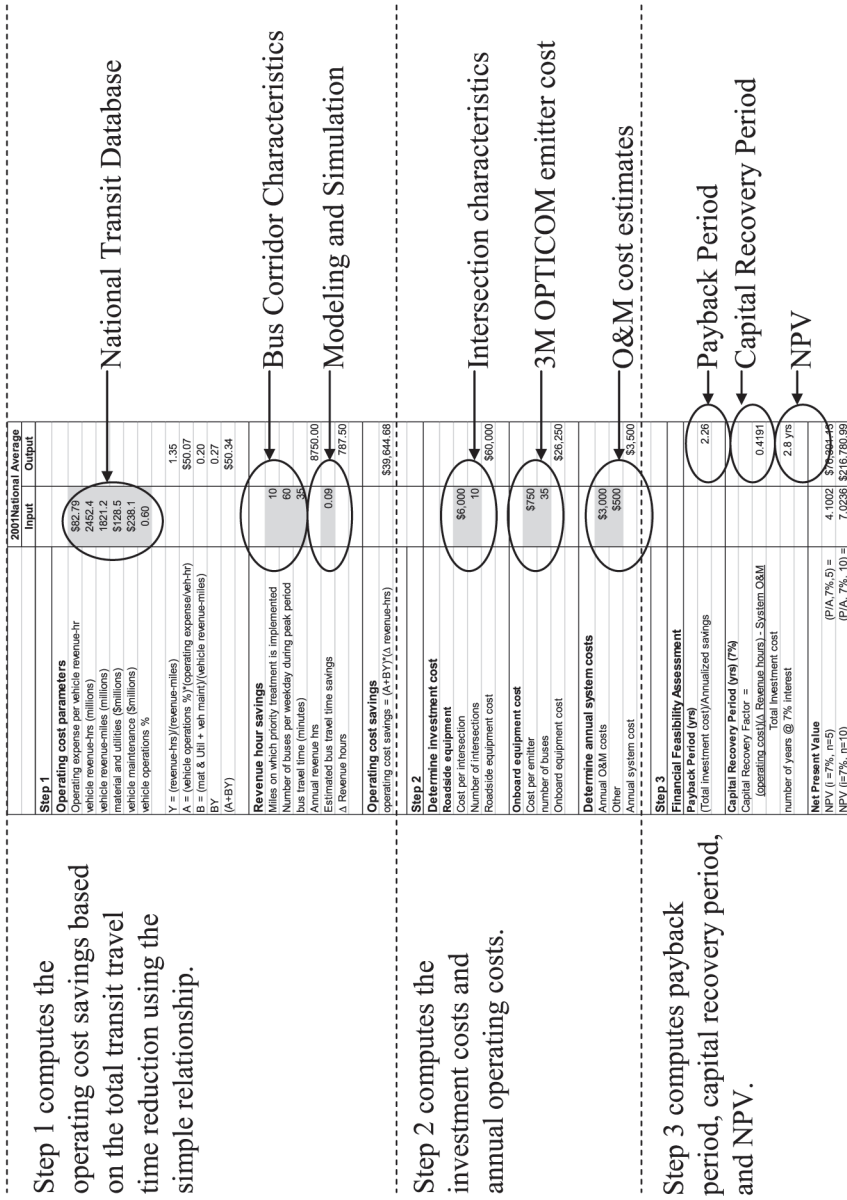 Step 1 computes the
operating cost savings based
on the total transit travel
time reduction using the
simple relationship.
2001National Average
Input Output
Step 1
Operating cost parameters
Operating expense per vehicle revenue-hr $82.79
vehicle revenue-hrs (millions) 2452.4
vehicle revenue-miles (millions) 1821.2
material and utilities ($millions) $128.5
vehicle maintenance ($millions) $238.1
vehicle operations % 0.60
National Transit Database
Y = (revenue-hrs)/(revenue-miles) 1.35
A = (vehicle operations %)*(operating expense/veh-hr) $50.07
B = (mat & Util + veh maint)/(vehicle revenue-miles) 0.20
BY 0.27
(A+BY) $50.34
Revenue hour savings
Miles on which priority treatment is implemented 10
Number of buses per weekday during peak period 60
bus travel time (minutes) 35
Bus Corridor Characteristics
Annual revenue hrs 8750.00
Estimated bus travel time savings 0.09
Δ Revenue hours 787.50
Modeling and Simulation
Operating cost savings
operating cost savings = (A+BY)*(Δ revenue-hrs) $39,644.68
Step 2 computes the
investment costs and
annual operating costs.
Step 2
Determine investment cost
Roadside equipment
Cost per intersection $6,000
Number of intersections 10
Roadside equipment cost $60,000
Intersection characteristics
Onboard equipment cost
Cost per emitter $750
number of buses 35
Onboard equipment cost $26,250
3M OPTICOM emitter cost
Determine annual system costs
Annual O&M costs $3,000
Other $500
Annual system cost $3,500
O&M cost estimates
Step 3 computes payback
period, capital recovery period,
and NPV.
Step 3
Financial Feasibility Assessment
Payback Period (yrs)
(Total investment cost)/Annualized savings 2.26
Payback Period
Capital Recovery Period (yrs) (7%)
Capital Recovery Factor =
(operating cost)(Δ Revenue hours) - System O&M 0.4191
Total Investment cost
number of years @ 7% interest 2.8 yrs
Capital Recovery Period
Net Present Value
NPV (i =7%, n=5) (P/A,7%,5) = 4.1002
NPV (i=7%, n=10) (P/A, 7%, 10) = 7.0236 $216,780.99
NPV